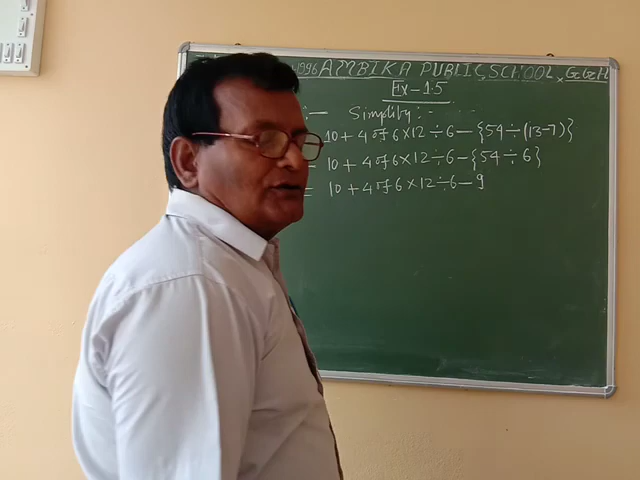 1996 AMBIKA PUBLIC SCHOOL, GZGZH
Ex - 1.5
:— Simplify:- - - -
10 + 4 of 6 × 12 ÷ 6 — {54 ÷ (13-7)}
= 10 + 4 of 6 × 12 ÷ 6 — {54 ÷ 6}
= 10 + 4 of 6 × 12 ÷ 6 — 9